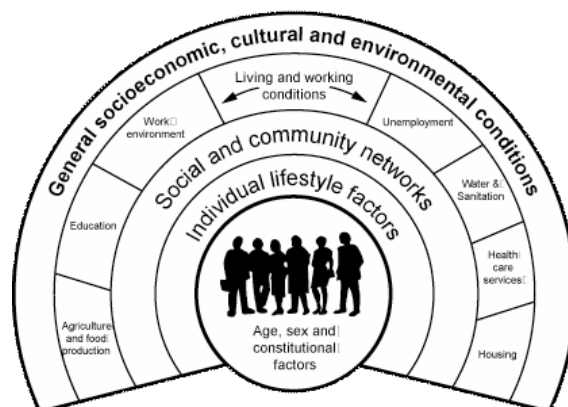 General socioeconomic, cultural and environmental conditions
Living and working
conditions
Work
environment
Unemployment
Social and community networks
Water &
Sanitation
Individual lifestyle factors
Education
Health
care
services
Agriculture
and food
production
Age, sex and
constitutional
factors
Housing